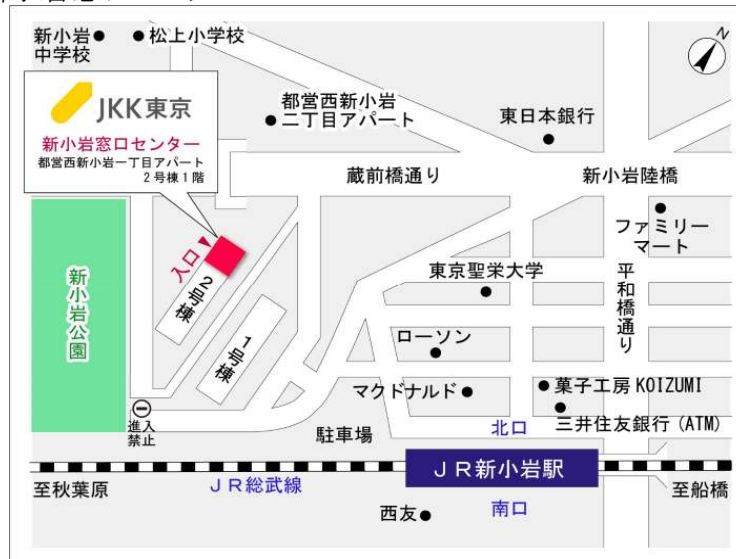 新小岩
中学校
松上小学校
N
JKK東京
新小岩窓口センター
都営西新小岩一丁目アパート
2号棟1階
都営西新小岩
二丁目アパート
東日本銀行
蔵前橋通り
新小岩陸橋
ファミリー
マート
入口
2号棟
1号棟
新小岩公園
東京聖栄大学
平和橋通り
ローソン
マクドナルド
菓子工房 KOIZUMI
三井住友銀行 (ATM)
進入
禁止
駐車場
北口
JR新小岩駅
至秋葉原
JR総武線
至船橋
西友
南口